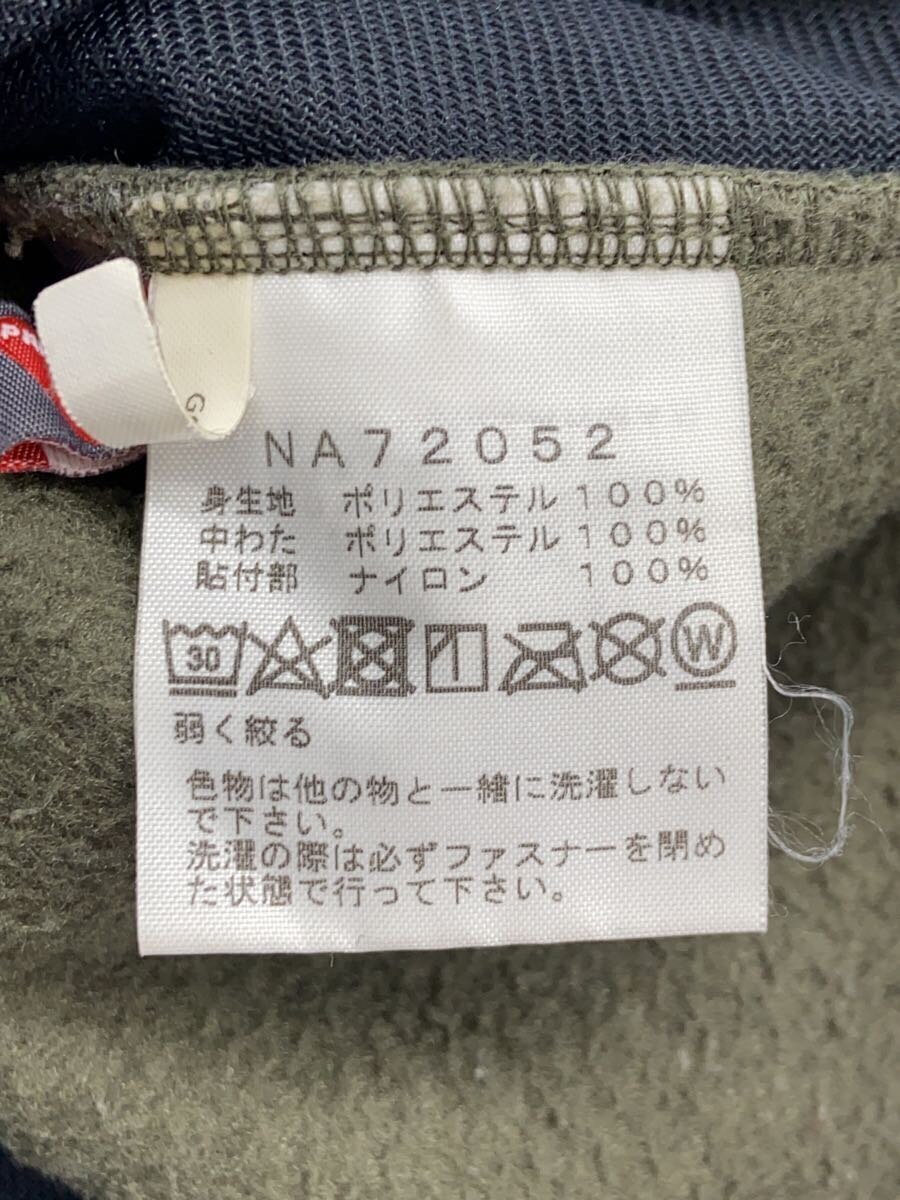 NA72052
身生地 ポリエステル100%
中わた ポリエステル100%
貼付部 ナイロン 100%
30
W
弱く絞る
色物は他の物と一緒に洗濯しない
で下さい。
洗濯の際は必ずファスナーを閉め
た状態で行って下さい。